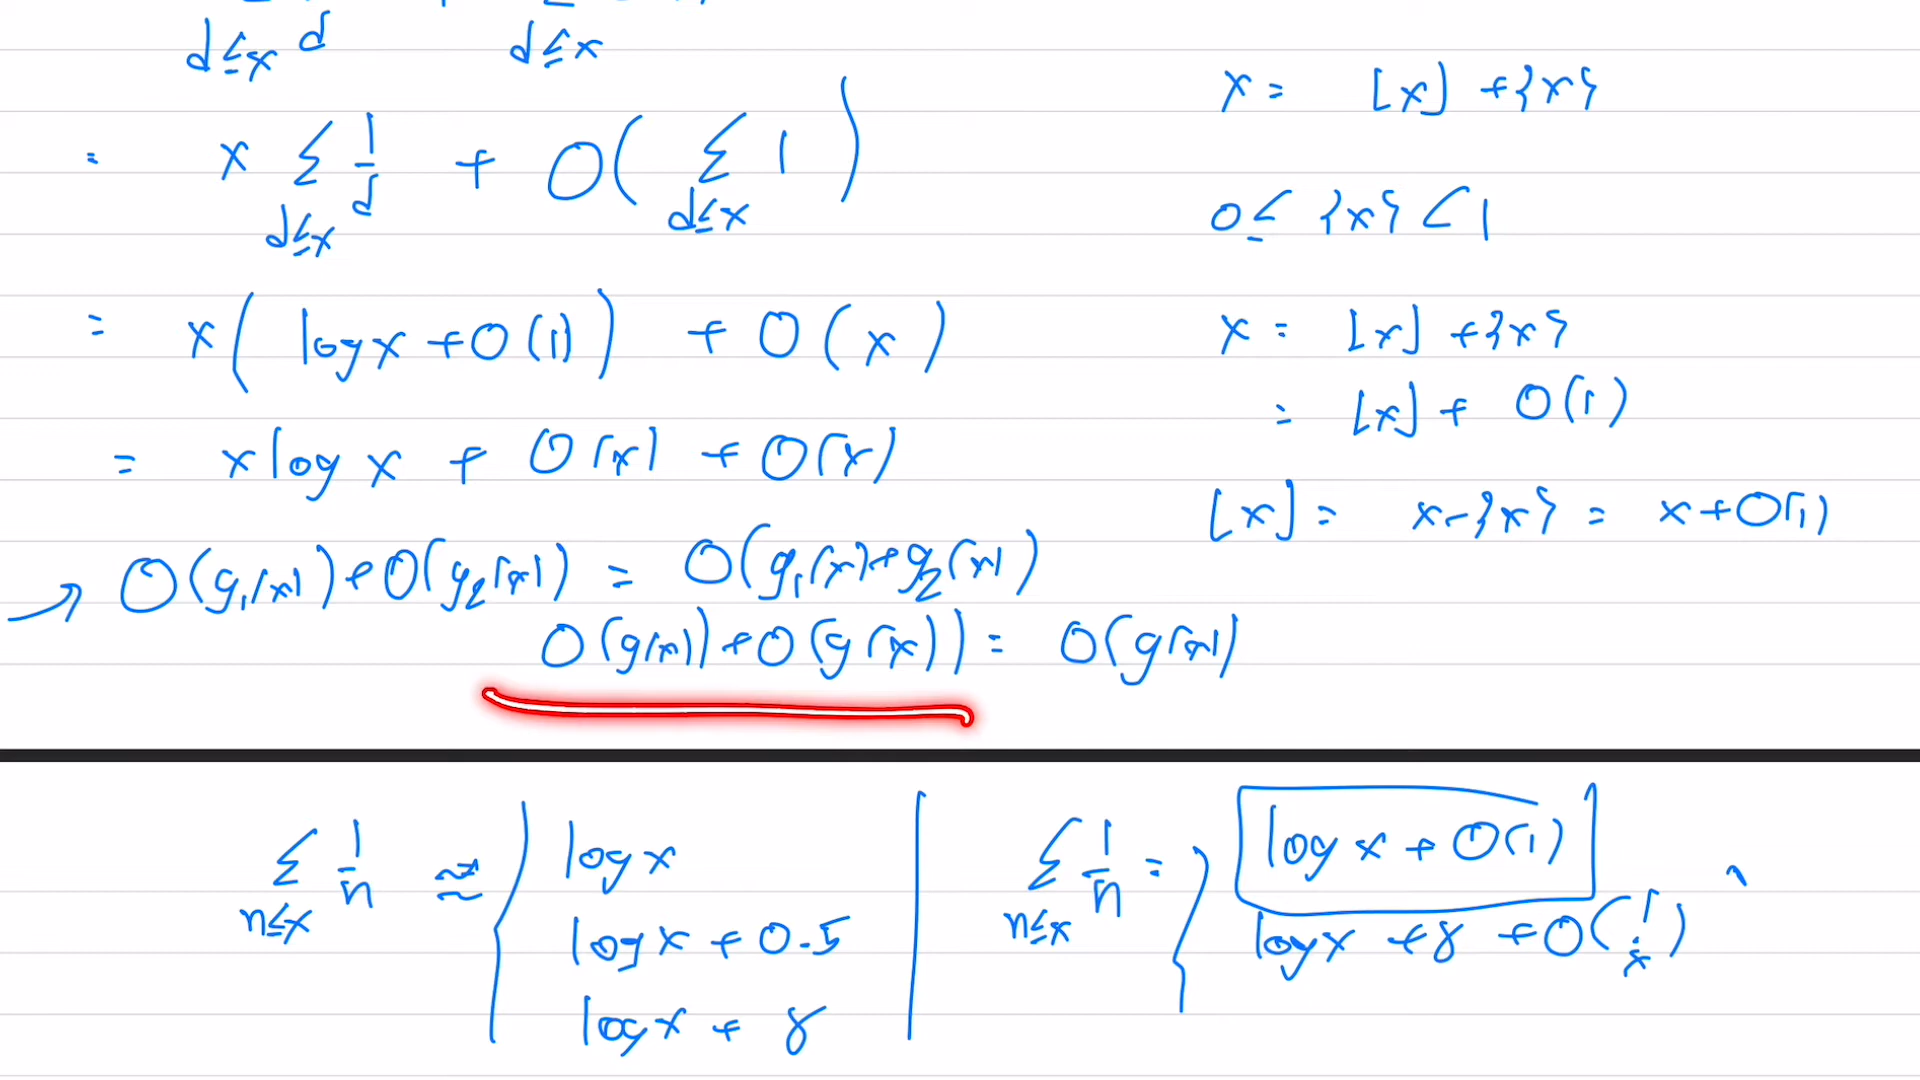 d≤x d d≤x
= x ∑ 1/d + O( ∑ 1 )
d≤x d≤x
= x( log x + O(1) ) + O( x )
= x log x + O(x) + O(x)
→ O(g₁(x)) + O(g₂(x)) = O(g₁(x)+g₂(x))
O(g(x)) + O(g(x)) = O(g(x))
x = [x] + {x}
0 ≤ {x} < 1
x = [x] + {x}
= [x] + O(1)
[x] = x - {x} = x + O(1)
∑ 1/n ≈ { log x
n≤x log x + 0.5
log x + γ
∑ 1/n = { log x + O(1)
n≤x log x + γ + O(1/x)